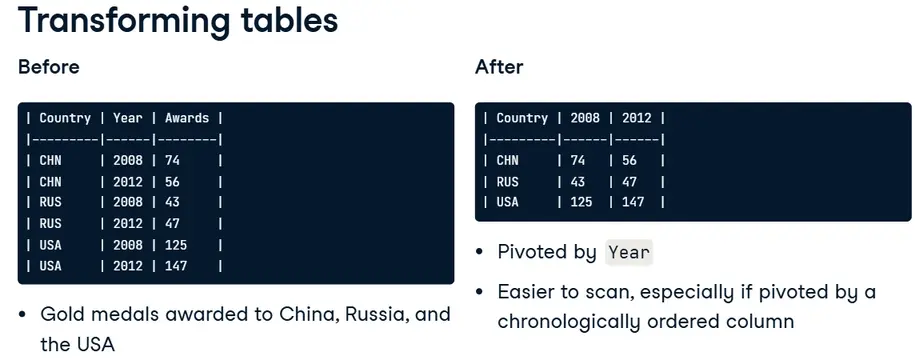 Transforming tables
Before
| Country | Year | Awards |
|---------|------|--------|
| CHN     | 2008 | 74     |
| CHN     | 2012 | 56     |
| RUS     | 2008 | 43     |
| RUS     | 2012 | 47     |
| USA     | 2008 | 125    |
| USA     | 2012 | 147    |
• Gold medals awarded to China, Russia, and
the USA
After
| Country | 2008 | 2012 |
|---------|------|------|
| CHN     | 74   | 56   |
| RUS     | 43   | 47   |
| USA     | 125  | 147  |
• Pivoted by Year
• Easier to scan, especially if pivoted by a
chronologically ordered column